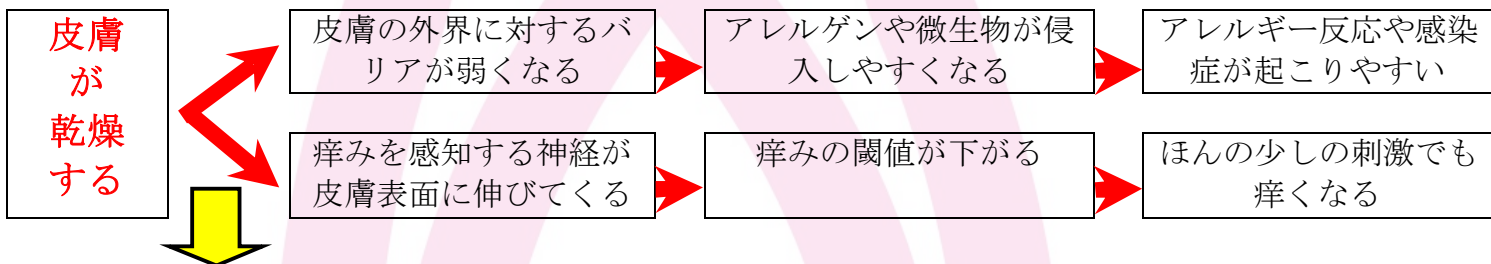 皮膚
が
乾燥
する
皮膚の外界に対するバ
リアが弱くなる
アレルゲンや微生物が侵
入しやすくなる
アレルギー反応や感染
症が起こりやすい
痒みを感知する神経が
皮膚表面に伸びてくる
痒みの閾値が下がる
ほんの少しの刺激でも
痒くなる